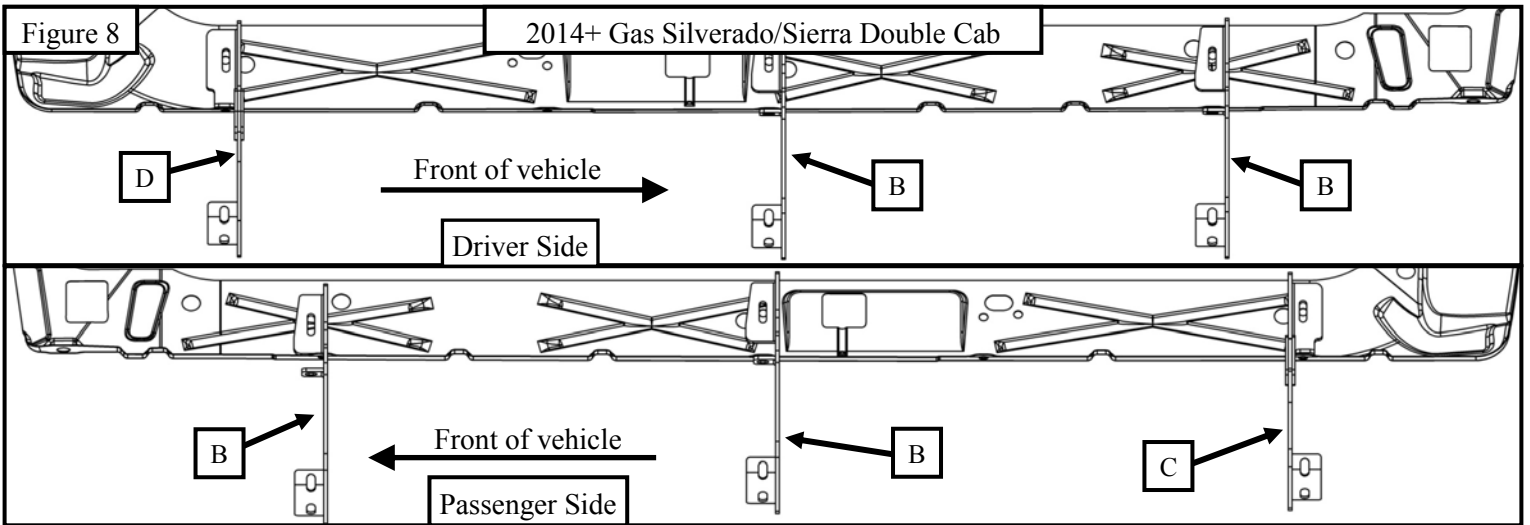 Figure 8
2014+ Gas Silverado/Sierra Double Cab
D
Front of vehicle
B
B
Driver Side
B
Front of vehicle
B
C
Passenger Side